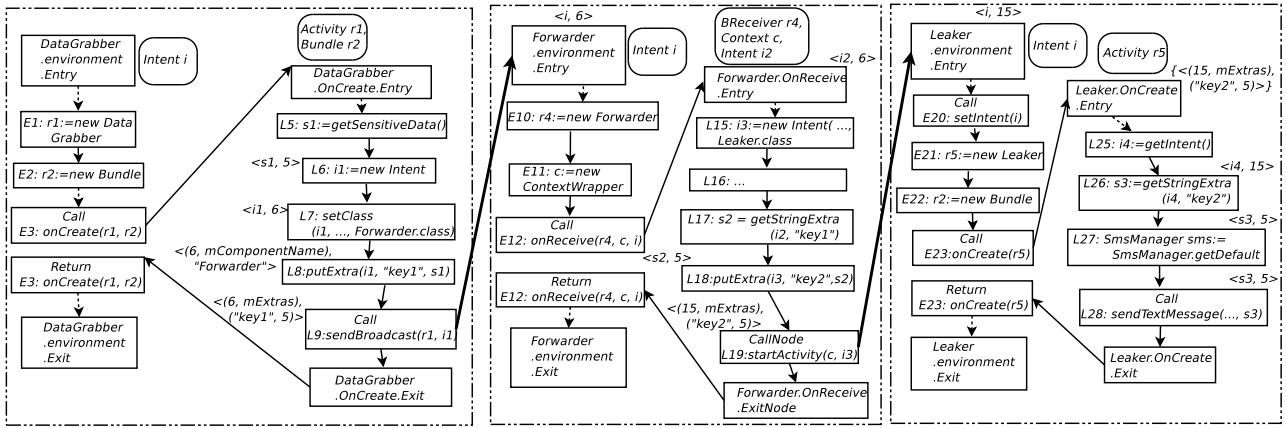 DataGrabber
.environment
.Entry
Intent i
E1: r1:=new Data
Grabber
E2: r2:=new Bundle
Call
E3: onCreate(r1, r2)
Return
E3: onCreate(r1, r2)
DataGrabber
.environment
.Exit
Activity r1,
Bundle r2
DataGrabber
.OnCreate.Entry
L5: s1:=getSensitiveData()
<s1, 5>
L6: i1:=new Intent
<i1, 6>
L7: setClass
(i1, ..., Forwarder.class)
<(6, mComponentName),
"Forwarder">
L8:putExtra(i1, "key1", s1)
<(6, mExtras),
("key1", 5)>
Call
L9:sendBroadcast(r1, i1)
DataGrabber
.OnCreate.Exit
<i, 6>
Forwarder
.environment
.Entry
Intent i
E10: r4:=new Forwarder
E11: c:=new
ContextWrapper
Call
E12: onReceive(r4, c, i)
Return
E12: onReceive(r4, c, i)
Forwarder
.environment
.Exit
BReceiver r4,
Context c,
Intent i2
<i2, 6>
Forwarder.OnReceive
.Entry
L15: i3:=new Intent( ...,
Leaker.class
L16: ...
L17: s2 = getStringExtra
(i2, "key1")
<s2, 5>
L18:putExtra(i3, "key2",s2)
<(15, mExtras),
("key2", 5)>
CallNode
L19:startActivity(c, i3)
Forwarder.OnReceive
.ExitNode
<i, 15>
Leaker
.environment
.Entry
Intent i
Call
E20: setIntent(i)
E21: r5:=new Leaker
E22: r2:=new Bundle
Call
E23:onCreate(r5)
Return
E23: onCreate(r5)
Leaker
.environment
.Exit
Activity r5
{<(15, mExtras),
("key2", 5)>}
Leaker.OnCreate
.Entry
L25: i4:=getIntent()
<i4, 15>
L26: s3:=getStringExtra
(i4, "key2")
<s3, 5>
L27: SmsManager sms:=
SmsManager.getDefault
<s3, 5>
Call
L28: sendTextMessage(..., s3)
Leaker.OnCreate
.Exit